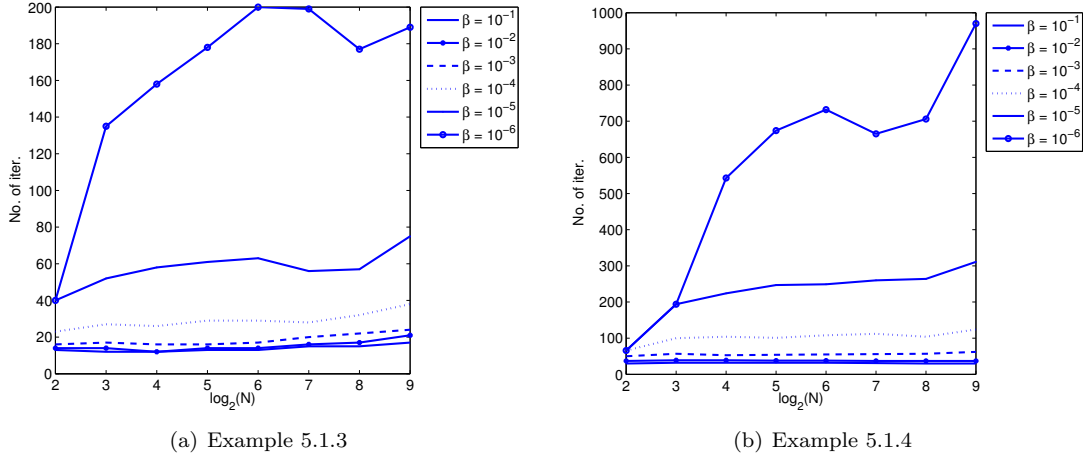 200
180
160
140
120
100
80
60
40
20
0
No. of iter.
2 3 4 5 6 7 8 9
log₂(N)
β = 10⁻¹
β = 10⁻²
β = 10⁻³
β = 10⁻⁴
β = 10⁻⁵
β = 10⁻⁶
(a) Example 5.1.3
1000
900
800
700
600
500
400
300
200
100
0
No. of iter.
2 3 4 5 6 7 8 9
log₂(N)
β = 10⁻¹
β = 10⁻²
β = 10⁻³
β = 10⁻⁴
β = 10⁻⁵
β = 10⁻⁶
(b) Example 5.1.4